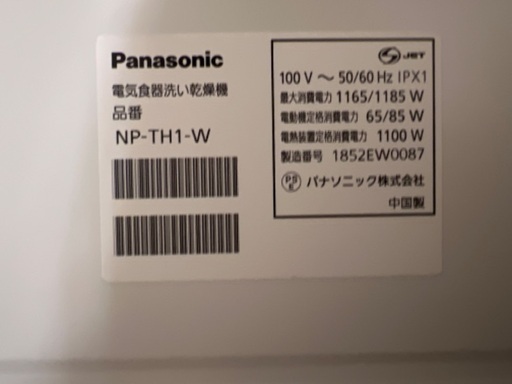 Panasonic
電気食器洗い乾燥機
品番
NP-TH1-W
JET
100 V ～ 50/60 Hz IPX1
最大消費電力 1165/1185 W
電動機定格消費電力 65/85 W
電熱装置定格消費電力 1100 W
製造番号 1852EW0087
PS E パナソニック株式会社
中国製